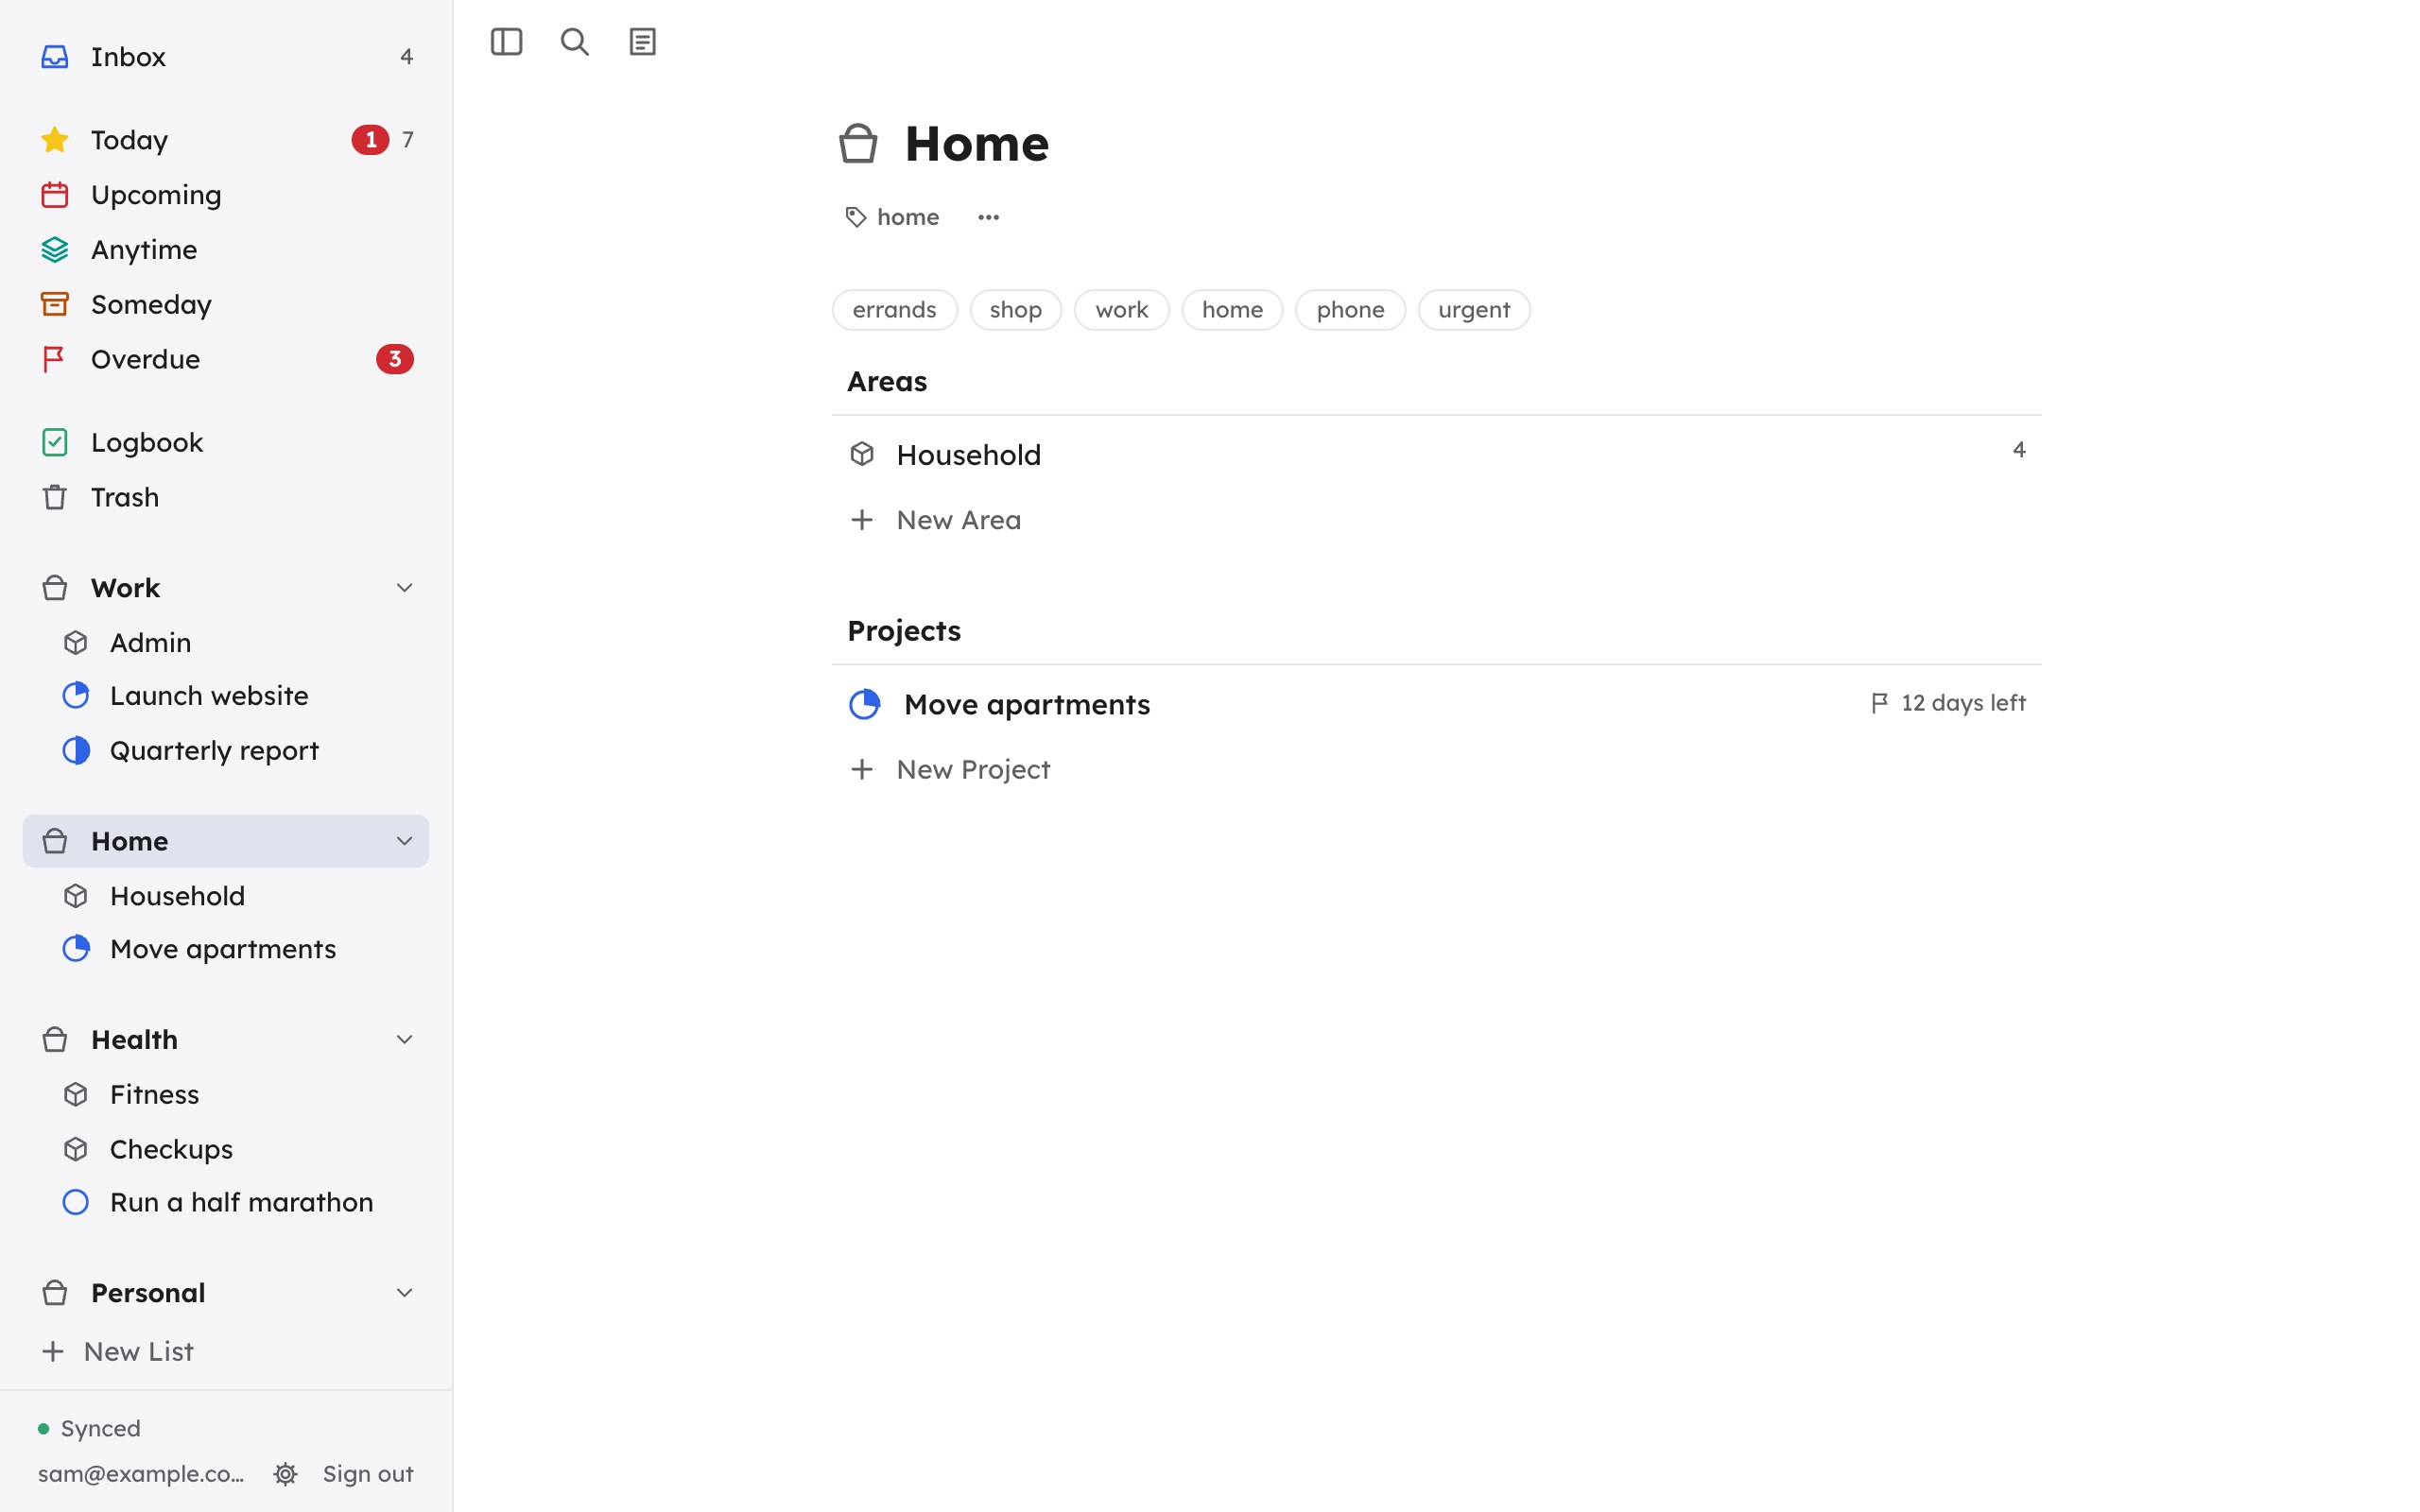 Inbox 4
Today 1 7
Upcoming
Anytime
Someday
Overdue 3
Logbook
Trash
Work
Admin
Launch website
Quarterly report
Home
Household
Move apartments
Health
Fitness
Checkups
Run a half marathon
Personal
New List
Synced
sam@example.co… Sign out
Home
home
errands shop work home phone urgent
Areas
Household 4
New Area
Projects
Move apartments 12 days left
New Project